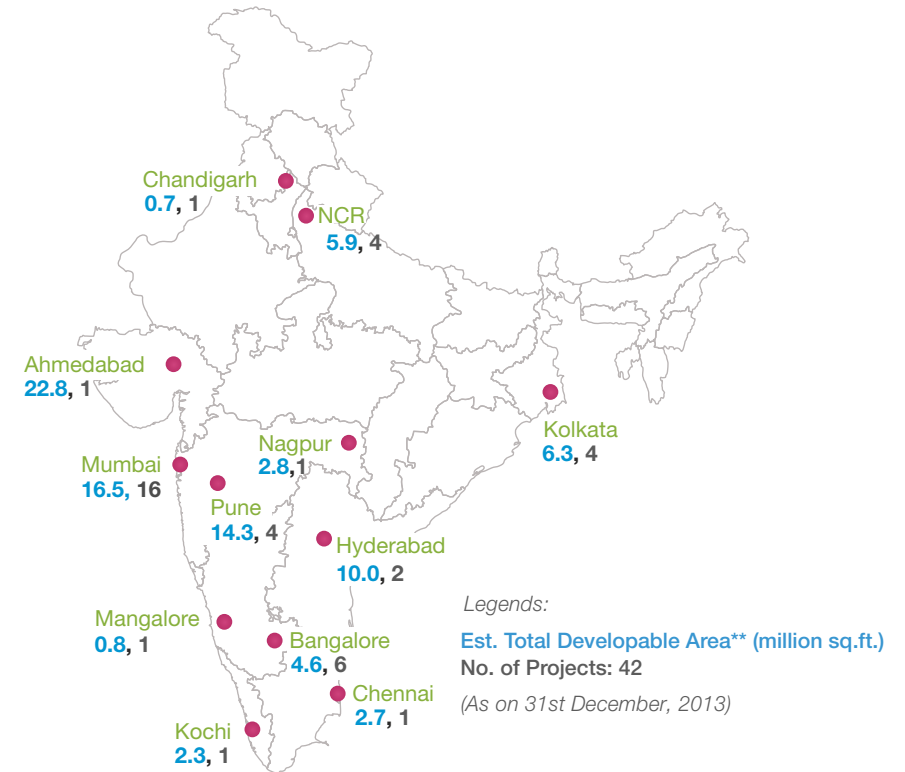 Chandigarh
0.7, 1
NCR
5.9, 4
Ahmedabad
22.8, 1
Nagpur
2.8,1
Kolkata
6.3, 4
Mumbai
16.5, 16
Pune
14.3, 4
Hyderabad
10.0, 2
Mangalore
0.8, 1
Bangalore
4.6, 6
Chennai
2.7, 1
Kochi
2.3, 1
Legends:
Est. Total Developable Area** (million sq.ft.)
No. of Projects: 42
(As on 31st December, 2013)